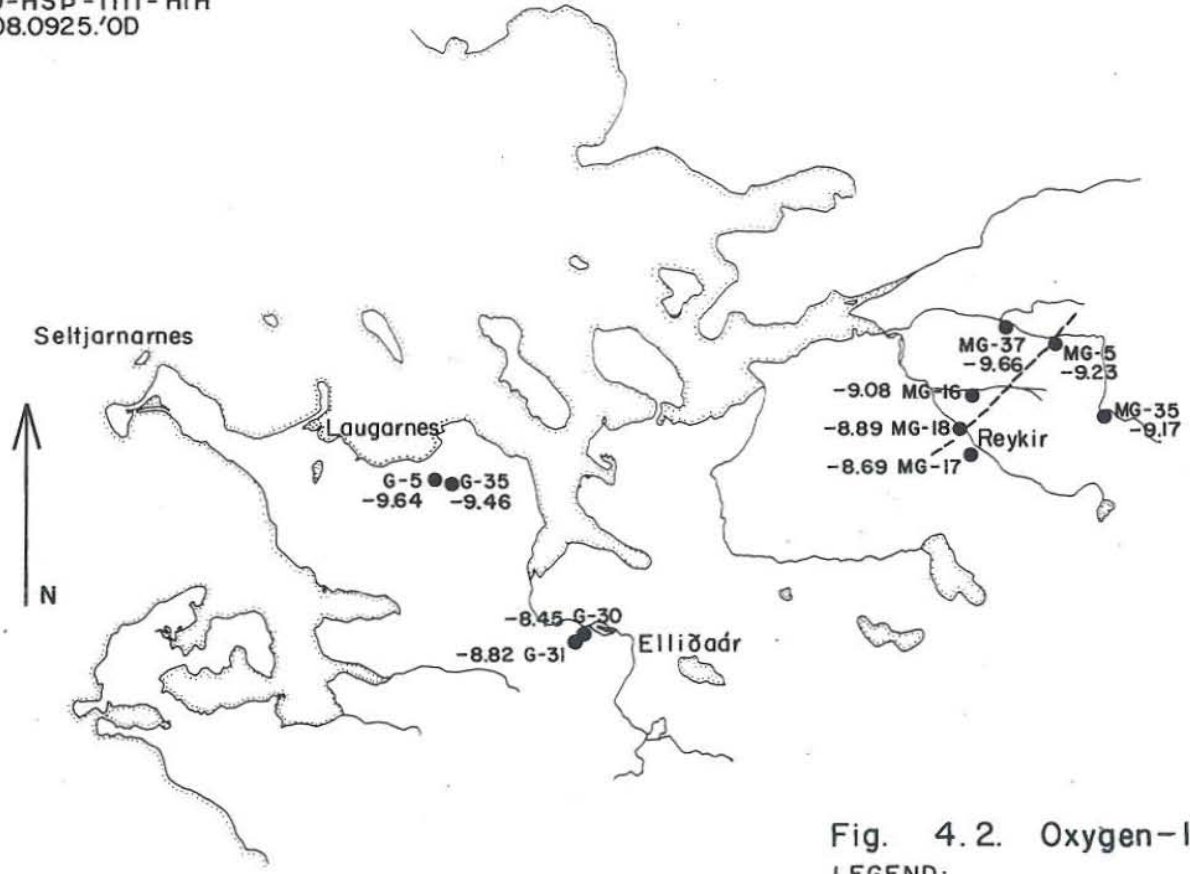 08.0925.'OD
Seltjarnarnes
Laugarnes
G-5
-9.64
G-35
-9.46
MG-37
-9.66
MG-5
-9.23
-9.08 MG-16
MG-35
-9.17
-8.89 MG-18
Reykir
-8.69 MG-17
N
-8.45 G-30
-8.82 G-31
Elliðaár
Fig. 4.2. Oxygen-1
LEGEND: